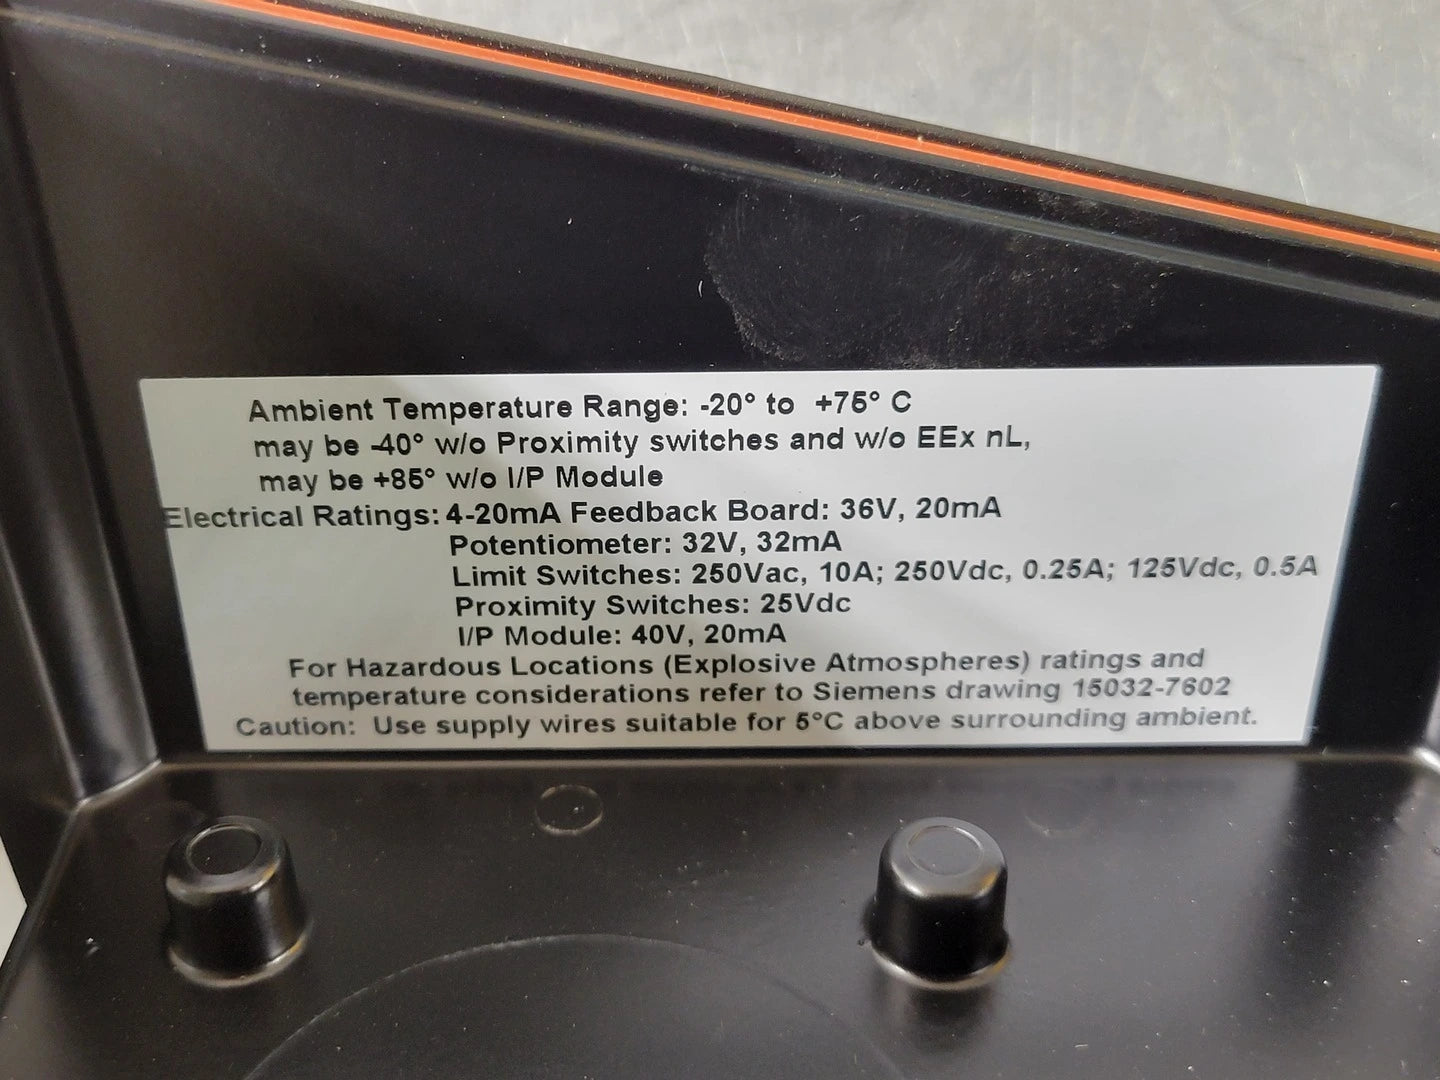 Ambient Temperature Range: -20° to +75° C
may be -40° w/o Proximity switches and w/o EEx nL,
may be +85° w/o I/P Module
Electrical Ratings: 4-20mA Feedback Board: 36V, 20mA
Potentiometer: 32V, 32mA
Limit Switches: 250Vac, 10A; 250Vdc, 0.25A; 125Vdc, 0.5A
Proximity Switches: 25Vdc
I/P Module: 40V, 20mA
For Hazardous Locations (Explosive Atmospheres) ratings and
temperature considerations refer to Siemens drawing 15032-7602
Caution: Use supply wires suitable for 5°C above surrounding ambient.